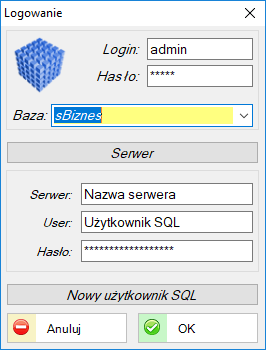 Logowanie
Login: admin
Hasło: *****
Baza: sBiznes
Serwer
Serwer: Nazwa serwera
User: Użytkownik SQL
Hasło: ******************
Nowy użytkownik SQL
Anuluj OK